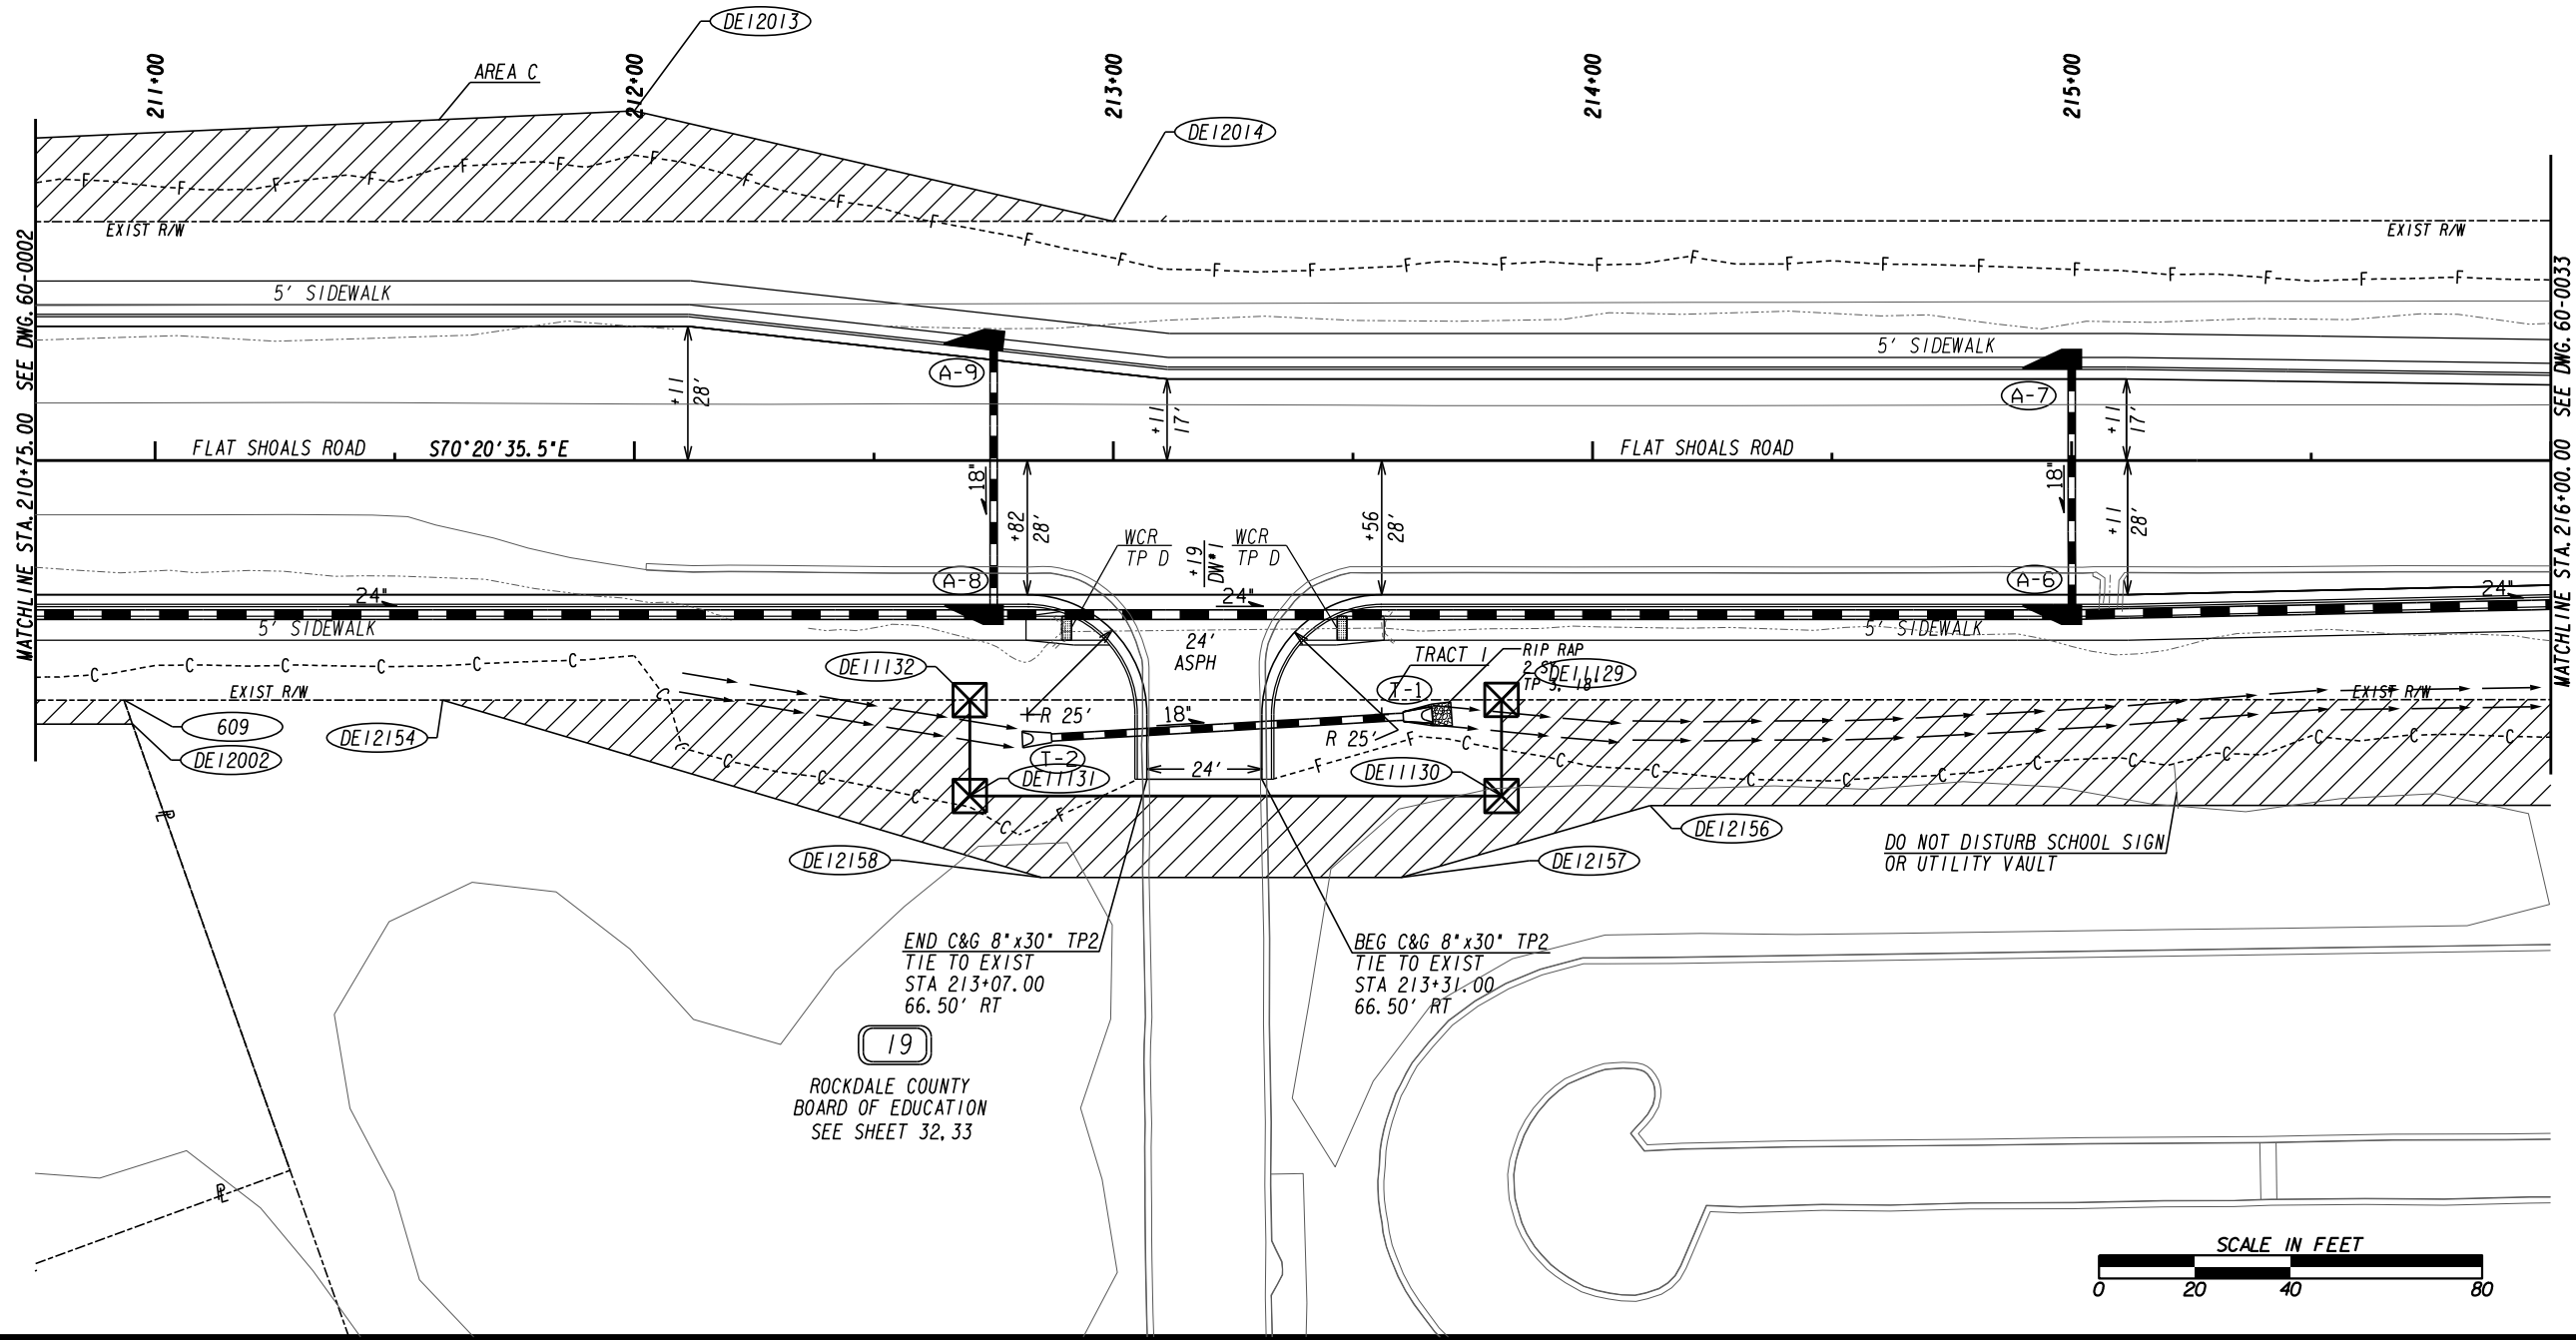 DE12013
AREA C
211+00
212+00
213+00
214+00
215+00
DE12014
EXIST R/W
EXIST R/W
MATCHLINE STA. 210+75.00 SEE DWG. 60-0002
MATCHLINE STA. 216+00.00 SEE DWG. 60-0033
F F F F F F F F F F F F F F F F F F F F F F F F F F
5' SIDEWALK
5' SIDEWALK
A-9
A-7
+11
28'
+11
17'
+11
17'
FLAT SHOALS ROAD
S70°20'35.5"E
FLAT SHOALS ROAD
18"
18"
+82
28'
+56
28'
+11
28'
WCR
TP D
+19
DW#1
WCR
TP D
A-8
A-6
24"
24"
24"
5' SIDEWALK
5' SIDEWALK
24'
ASPH
C C C C C C
DE11132
TRACT 1
RIP RAP
2 SY
TP 3, 18"
DE11129
EXIST R/W
EXIST R/W
T-1
609
R 25'
18"
R 25'
DE12154
DE12002
T-2
DE11131
24'
DE11130
C C C C C F F F C C C C C C C C C C C C
PL
DE12156
DE12158
DE12157
DO NOT DISTURB SCHOOL SIGN
OR UTILITY VAULT
END C&G 8"x30" TP2
TIE TO EXIST
STA 213+07.00
66.50' RT
BEG C&G 8"x30" TP2
TIE TO EXIST
STA 213+31.00
66.50' RT
19
ROCKDALE COUNTY
BOARD OF EDUCATION
SEE SHEET 32,33
PL
SCALE IN FEET
0 20 40 80